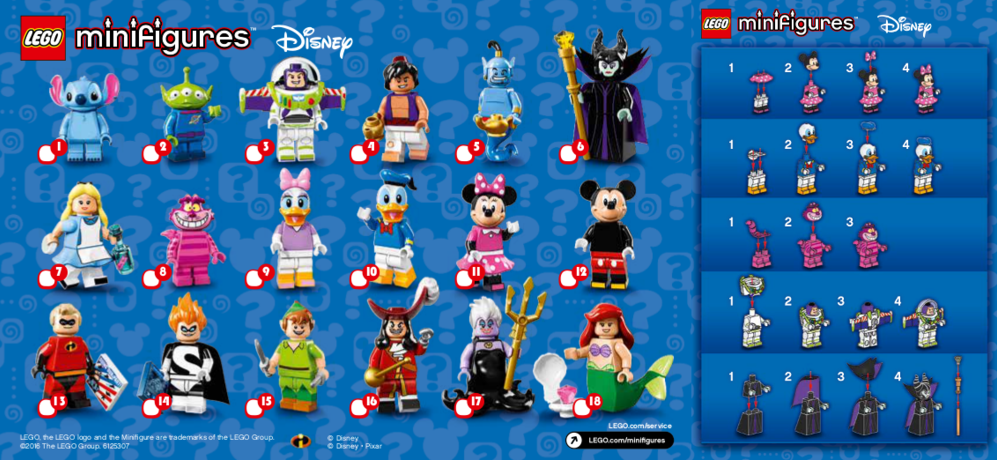 LEGO minifigures™ Disney
1 2 3 4 5 6
7 8 9 10 11 12
13 14 15 16 17 18
LEGO, the LEGO logo and the Minifigure are trademarks of the LEGO Group.
©2016 The LEGO Group. 6125307
© Disney
© Disney • Pixar
LEGO.com/service
LEGO.com/minifigures
LEGO minifigures™ Disney
1 2 3 4
1 2 3 4
1 2 3
1 2 3 4
1 2 3 4